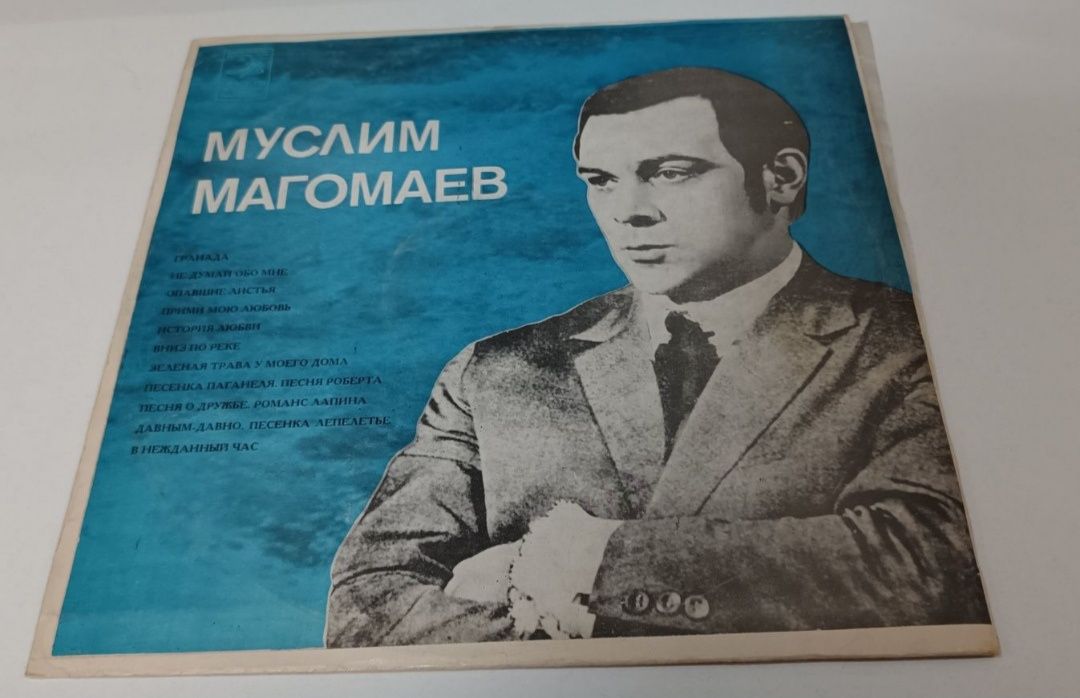 МУСЛИМ
МАГОМАЕВ
ГРАНАДА
НЕ ДУМАЙ ОБО МНЕ
ОПАВШИЕ ЛИСТЬЯ
ПРИМИ МОЮ ЛЮБОВЬ
ИСТОРИЯ ЛЮБВИ
ВНИЗ ПО РЕКЕ
ЗЕЛЕНАЯ ТРАВА У МОЕГО ДОМА
ПЕСЕНКА ПАГАНЕЛЯ. ПЕСНЯ РОБЕРТА
ПЕСНЯ О ДРУЖБЕ. РОМАНС ЛАПИНА
ДАВНЫМ-ДАВНО. ПЕСЕНКА ЛЕПЕЛЕТЬЕ
В НЕЖДАННЫЙ ЧАС